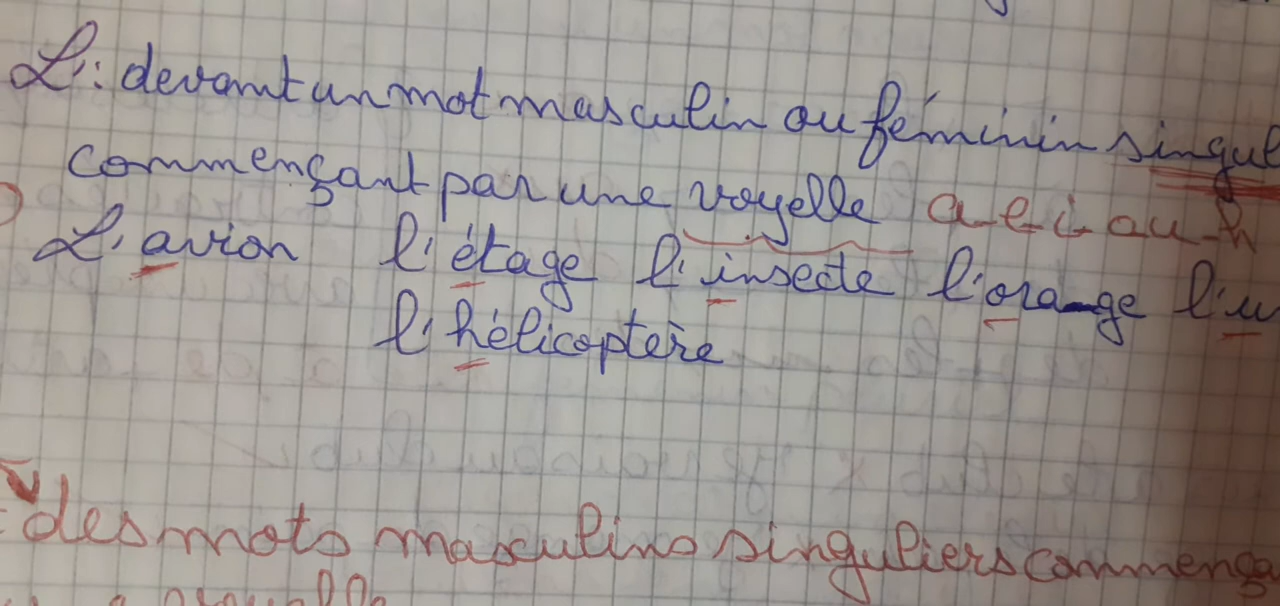 L': devant un mot masculin ou féminin singul
commençant par une voyelle a-e-i-o-u-h
L'avion l'étage l'insecte l'orange l'u
l'hélicoptère
des mots masculins singuliers commença